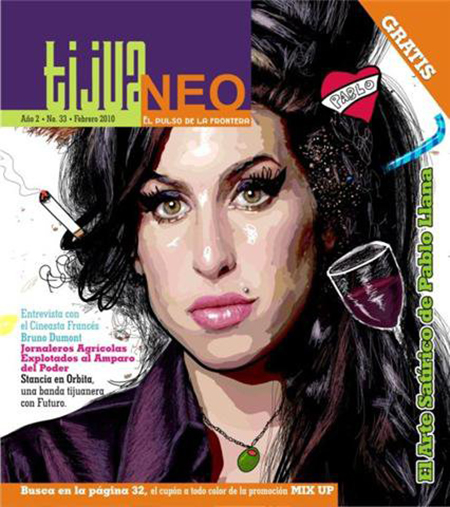 GRATIS
tijuaNEO
Año 2 • No. 33 • Febrero 2010
EL PULSO DE LA FRONTERA
PABLO
Entrevista con
el Cineasta Francés
Bruno Dumont
Jornaleros Agrícolas
Explotados al Amparo
del Poder
Stancia en Orbita,
una banda tijuanera
con Futuro.
El Arte Satúrico de Pablo Llana
Busca en la página 32, el cupón a todo color de la promoción MIX UP